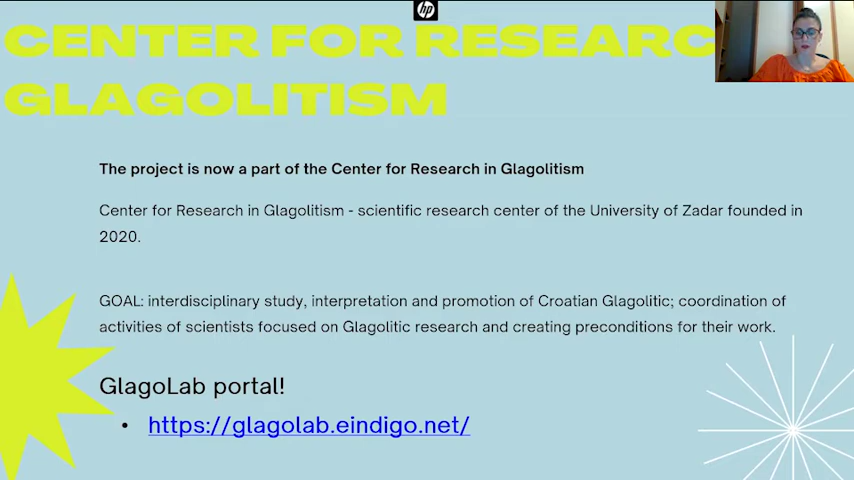 hp
CENTER FOR RESEARC
GLAGOLITISM
The project is now a part of the Center for Research in Glagolitism
Center for Research in Glagolitism - scientific research center of the University of Zadar founded in
2020.
GOAL: interdisciplinary study, interpretation and promotion of Croatian Glagolitic; coordination of
activities of scientists focused on Glagolitic research and creating preconditions for their work.
GlagoLab portal!
• https://glagolab.eindigo.net/